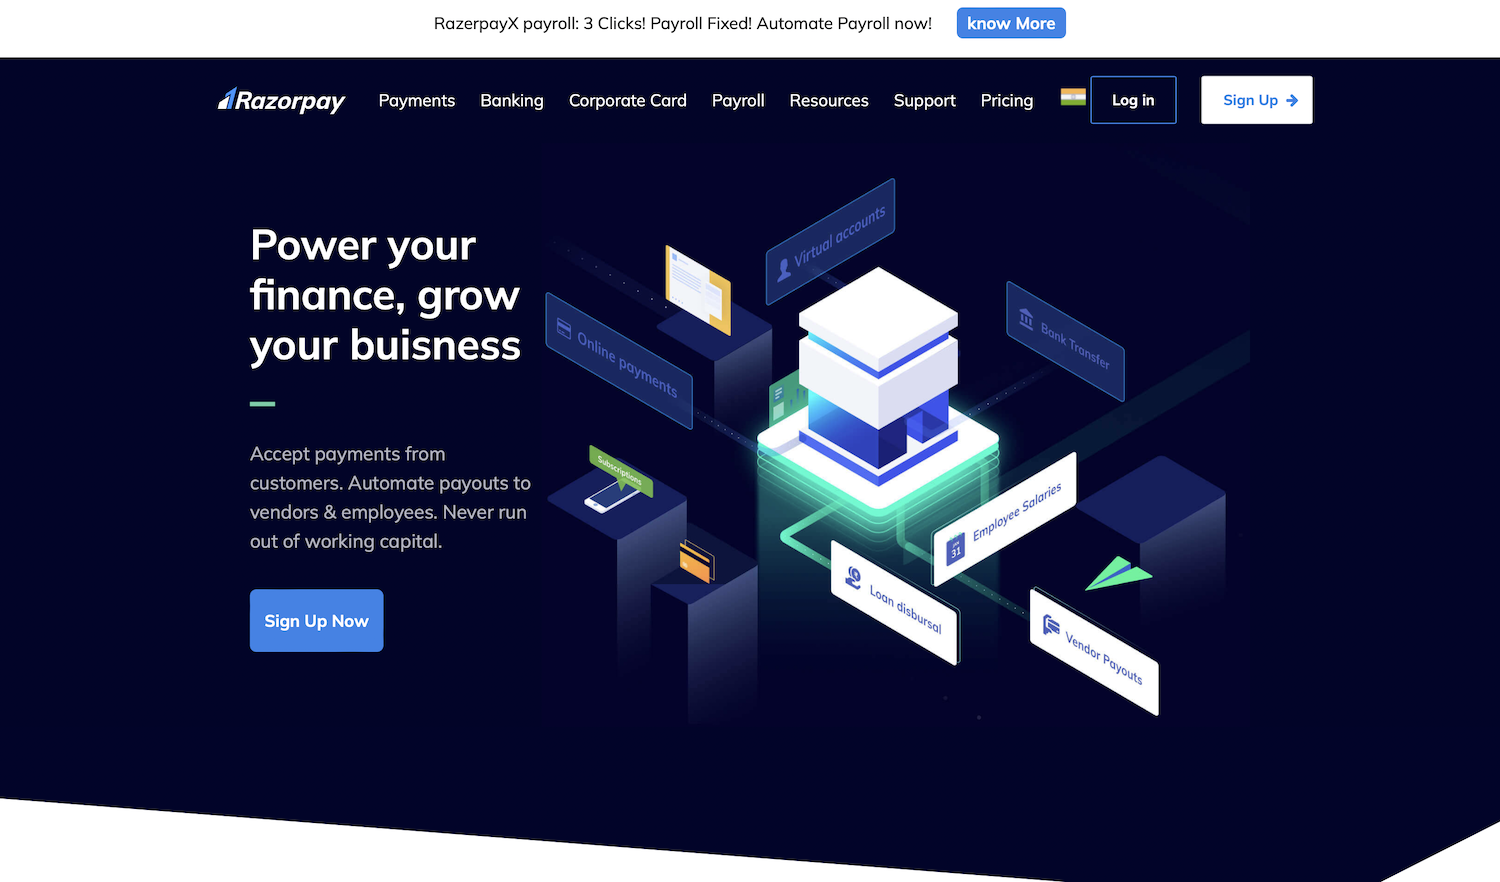 RazerpayX payroll: 3 Clicks! Payroll Fixed! Automate Payroll now!
know More
Razorpay
Payments
Banking
Corporate Card
Payroll
Resources
Support
Pricing
Log in
Sign Up
Power your
finance, grow
your buisness
Accept payments from
customers. Automate payouts to
vendors & employees. Never run
out of working capital.
Sign Up Now
Virtual accounts
Online payments
Bank Transfer
Subscriptions
Employee Salaries
31
Loan disbursal
Vendor Payouts